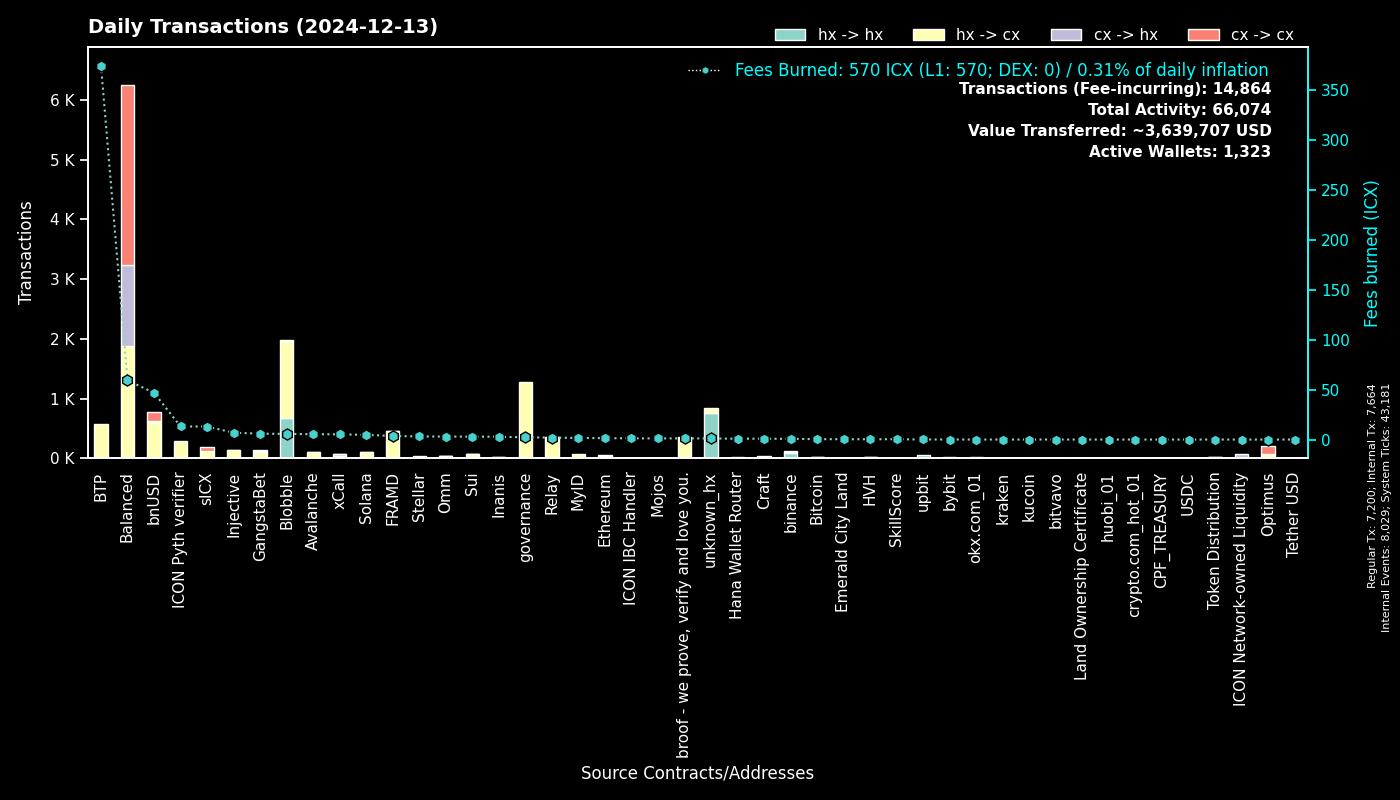 Daily Transactions (2024-12-13)
hx -> hx
hx -> cx
cx -> hx
cx -> cx
Fees Burned: 570 ICX (L1: 570; DEX: 0) / 0.31% of daily inflation
Transactions (Fee-incurring): 14,864
Total Activity: 66,074
Value Transferred: ~3,639,707 USD
Active Wallets: 1,323
Transactions
6 K
5 K
4 K
3 K
2 K
1 K
0 K
350
300
250
200
150
100
50
0
Fees burned (ICX)
Regular Tx: 7,200; Internal Tx: 7,664
Internal Events: 8,029; System Ticks: 43,181
BTP
Balanced
bnUSD
ICON Pyth verifier
sICX
Injective
GangstaBet
Blobble
Avalanche
xCall
Solana
FRAMD
Stellar
Omm
Sui
Inanis
governance
Relay
MyID
Ethereum
ICON IBC Handler
Mojos
broof - we prove, verify and love you.
unknown_hx
Hana Wallet Router
Craft
binance
Bitcoin
Emerald City Land
HVH
SkillScore
upbit
bybit
okx.com_01
kraken
kucoin
bitvavo
Land Ownership Certificate
huobi_01
crypto.com_hot_01
CPF_TREASURY
USDC
Token Distribution
ICON Network-owned Liquidity
Optimus
Tether USD
Source Contracts/Addresses